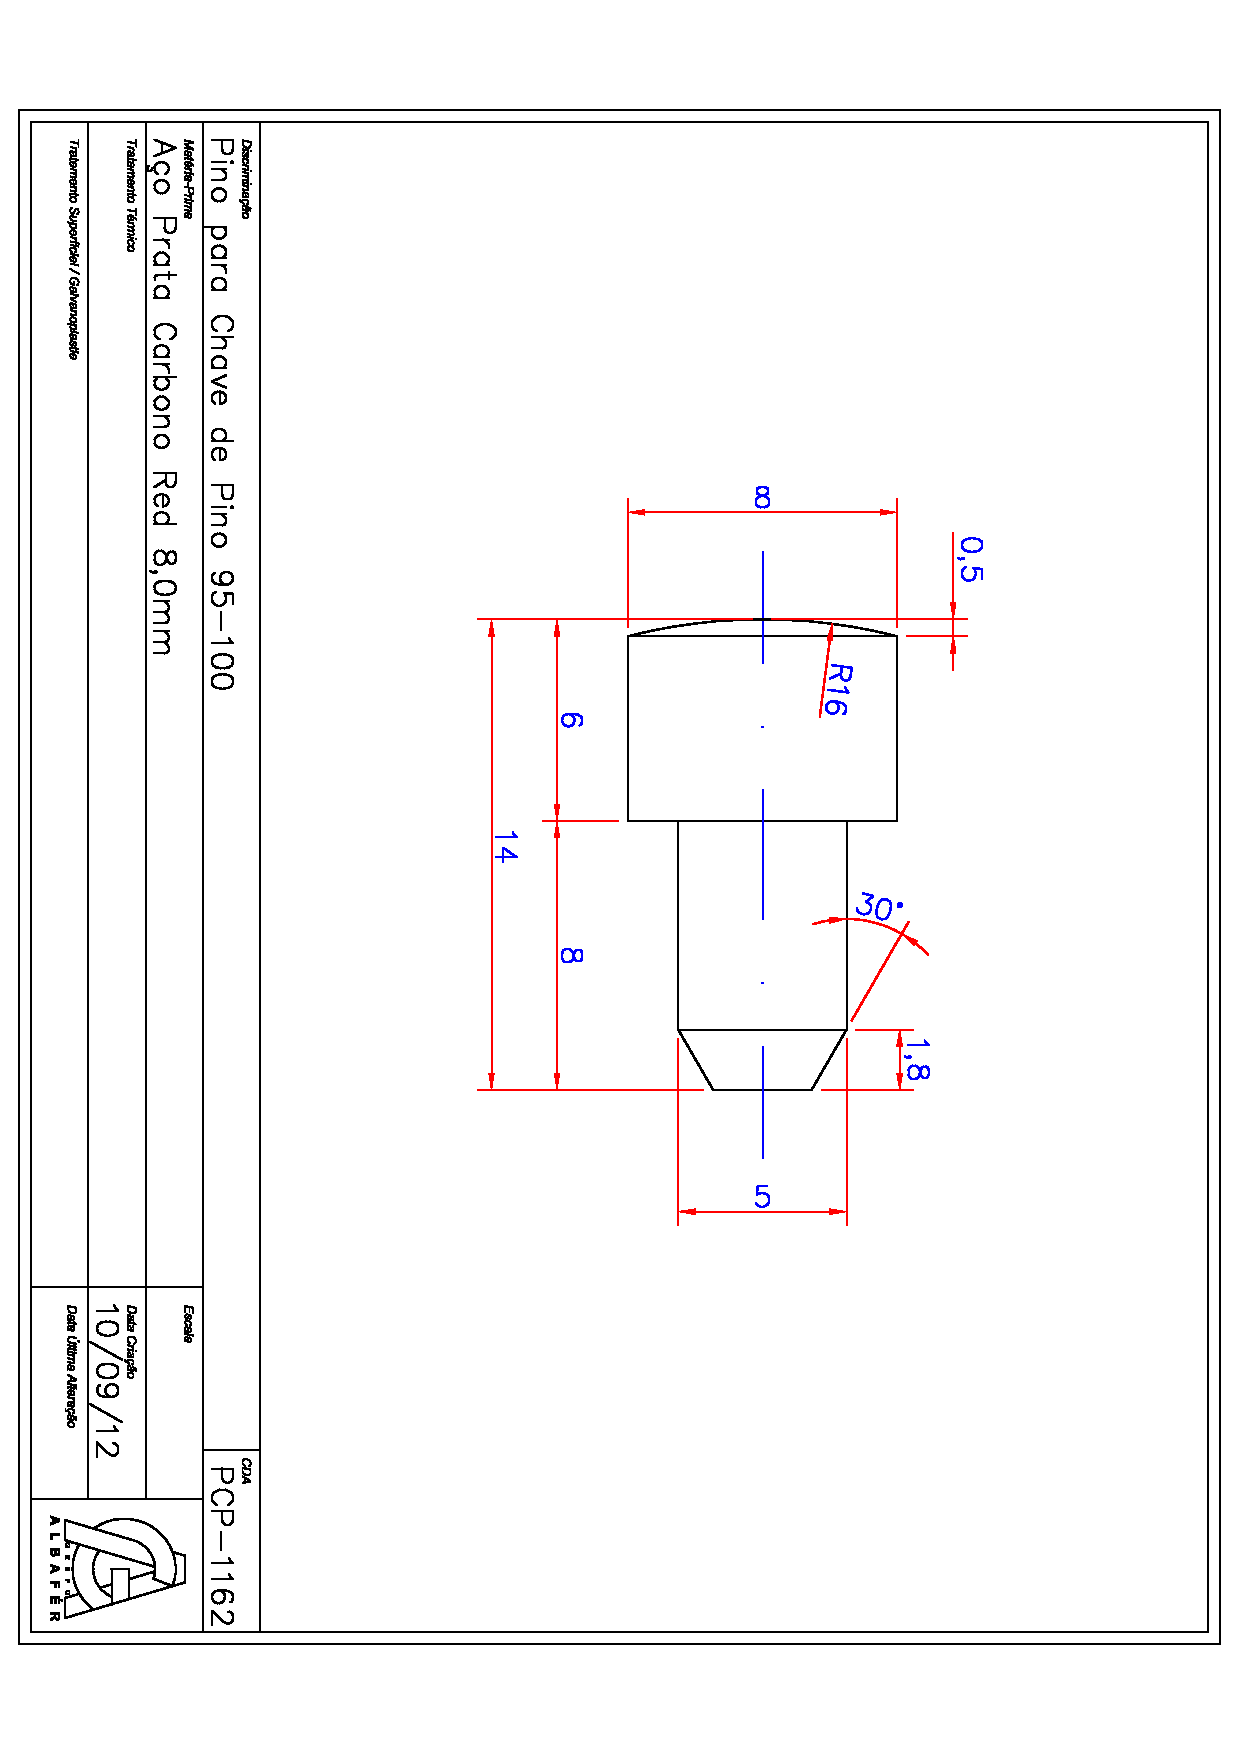 8
0,5
R16
6
14
8
30°
1,8
5
Discriminação
Pino para Chave de Pino 95-100
CDA
PCP-1162
Matéria-Prima
Aço Prata Carbono Red 8,0mm
Escala
Tratamento Térmico
Data Criação
10/09/12
Tratamento Superficial / Galvanoplastia
Data Última Alteração
GRUPO
ALBAFÉR